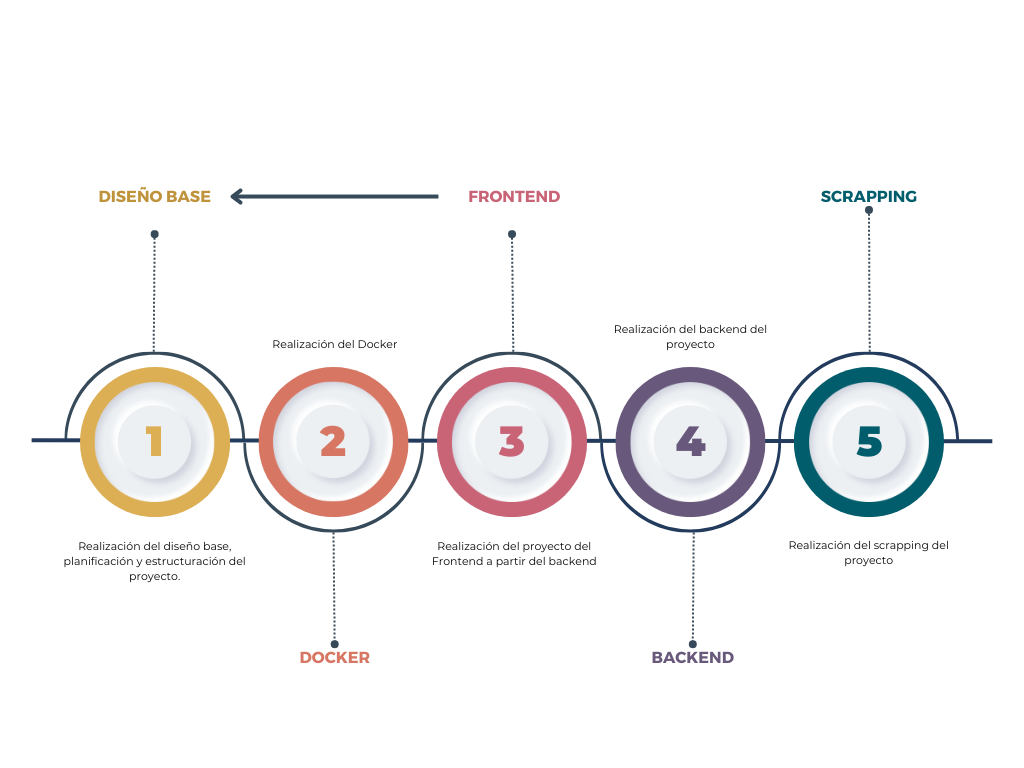 DISEÑO BASE
FRONTEND
SCRAPPING
Realización del Docker
Realización del backend del
proyecto
1
2
3
4
5
Realización del diseño base,
planificación y estructuración del
proyecto.
Realización del proyecto del
Frontend a partir del backend
Realización del scrapping del
proyecto
DOCKER
BACKEND